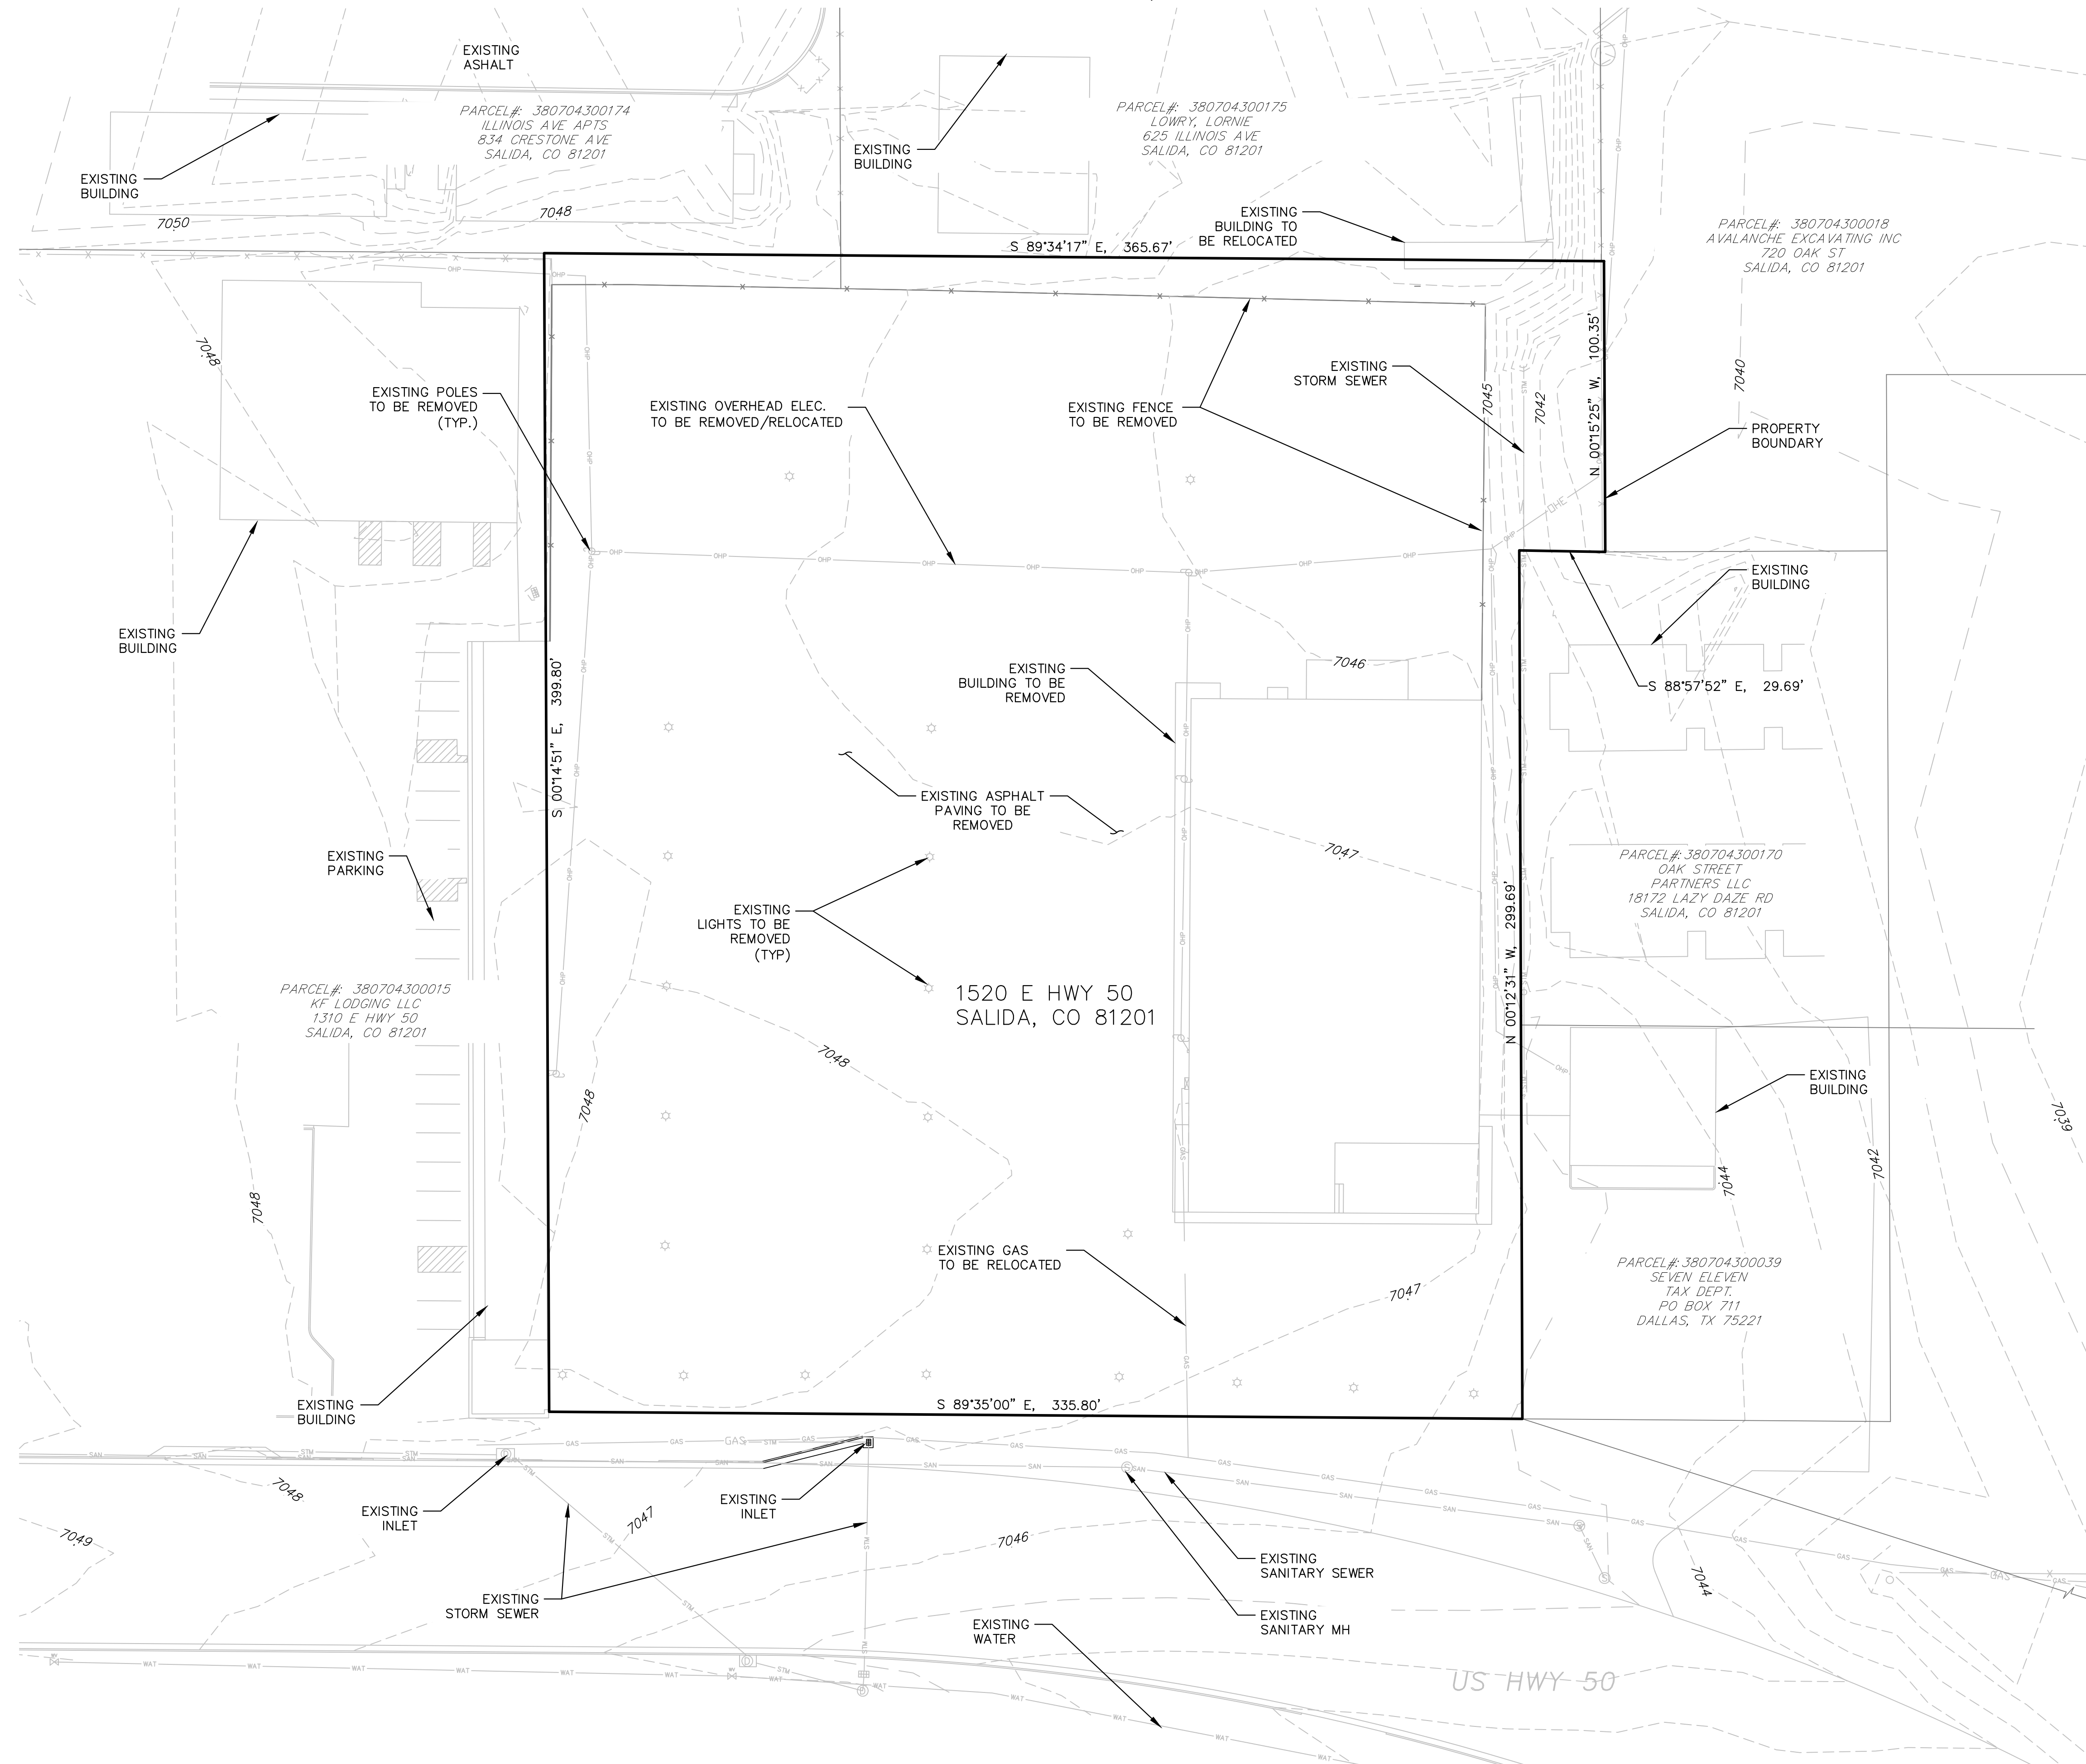 EXISTING
ASHALT
PARCEL#: 380704300174
ILLINOIS AVE APTS
834 CRESTONE AVE
SALIDA, CO 81201
EXISTING
BUILDING
PARCEL#: 380704300175
LOWRY, LORNIE
625 ILLINOIS AVE
SALIDA, CO 81201
EXISTING
BUILDING
7050
7048
EXISTING
BUILDING TO
BE RELOCATED
PARCEL#: 380704300018
AVALANCHE EXCAVATING INC
720 OAK ST
SALIDA, CO 81201
S 89°34'17" E, 365.67'
N 00°15'25" W, 100.35'
7048
EXISTING
STORM SEWER
7045
7042
7040
EXISTING POLES
TO BE REMOVED
(TYP.)
EXISTING OVERHEAD ELEC.
TO BE REMOVED/RELOCATED
EXISTING FENCE
TO BE REMOVED
PROPERTY
BOUNDARY
OHP
OHE
EXISTING
BUILDING
EXISTING
BUILDING
S 00°14'51" E, 399.80'
EXISTING
BUILDING TO BE
REMOVED
7046
S 88°57'52" E, 29.69'
EXISTING ASPHALT
PAVING TO BE
REMOVED
7047
EXISTING
PARKING
PARCEL#: 380704300170
OAK STREET
PARTNERS LLC
18172 LAZY DAZE RD
SALIDA, CO 81201
EXISTING
LIGHTS TO BE
REMOVED
(TYP)
N 00°12'31" W, 299.69'
PARCEL#: 380704300015
KF LODGING LLC
1310 E HWY 50
SALIDA, CO 81201
1520 E HWY 50
SALIDA, CO 81201
7048
7048
EXISTING
BUILDING
7039
7042
7044
7048
EXISTING GAS
TO BE RELOCATED
PARCEL#: 380704300039
SEVEN ELEVEN
TAX DEPT.
PO BOX 711
DALLAS, TX 75221
7047
GAS
EXISTING
BUILDING
S 89°35'00" E, 335.80'
SAN
STM
GAS
7048
EXISTING
INLET
EXISTING
INLET
7047
7049
7046
EXISTING
SANITARY SEWER
EXISTING
STORM SEWER
EXISTING
SANITARY MH
EXISTING
WATER
7044
WAT
US HWY 50